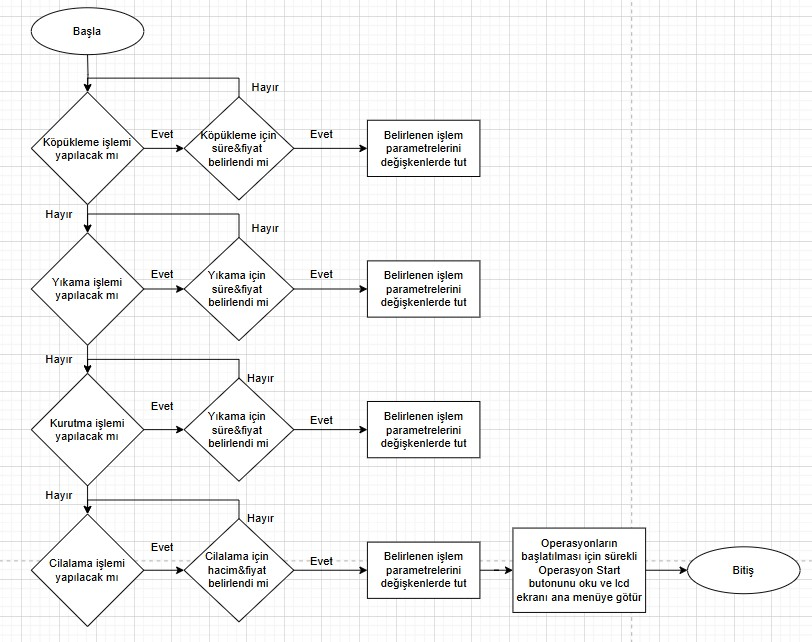 Başla
Hayır
Köpükleme işlemi
yapılacak mı
Evet
Köpükleme için
süre&fiyat
belirlendi mi
Evet
Belirlenen işlem
parametrelerini
değişkenlerde tut
Hayır
Hayır
Yıkama işlemi
yapılacak mı
Evet
Yıkama için
süre&fiyat
belirlendi mi
Evet
Belirlenen işlem
parametrelerini
değişkenlerde tut
Hayır
Hayır
Kurutma işlemi
yapılacak mı
Evet
Yıkama için
süre&fiyat
belirlendi mi
Evet
Belirlenen işlem
parametrelerini
değişkenlerde tut
Hayır
Hayır
Cilalama işlemi
yapılacak mı
Evet
Cilalama için
hacim&fiyat
belirlendi mi
Evet
Belirlenen işlem
parametrelerini
değişkenlerde tut
Operasyonların
başlatılması için sürekli
Operasyon Start
butonunu oku ve lcd
ekranı ana menüye götür
Bitiş